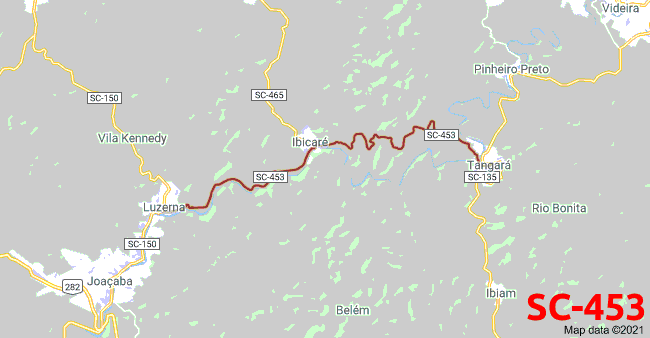 Videira
Pinheiro Preto
SC-150
SC-465
Vila Kennedy
Ibicaré
SC-453
Tangará
SC-453
SC-135
Luzerna
Rio Bonita
SC-150
282
Joaçaba
Ibiam
Belém
SC-453
Map data ©2021